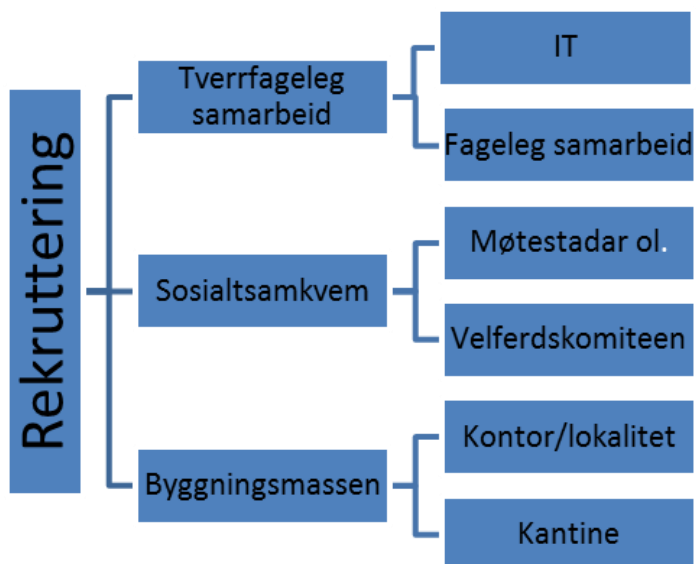 Rekruttering
Tverrfageleg
samarbeid
IT
Fageleg samarbeid
Sosialtsamkvem
Møtestadar ol.
Velferdskomiteen
Byggningsmassen
Kontor/lokalitet
Kantine